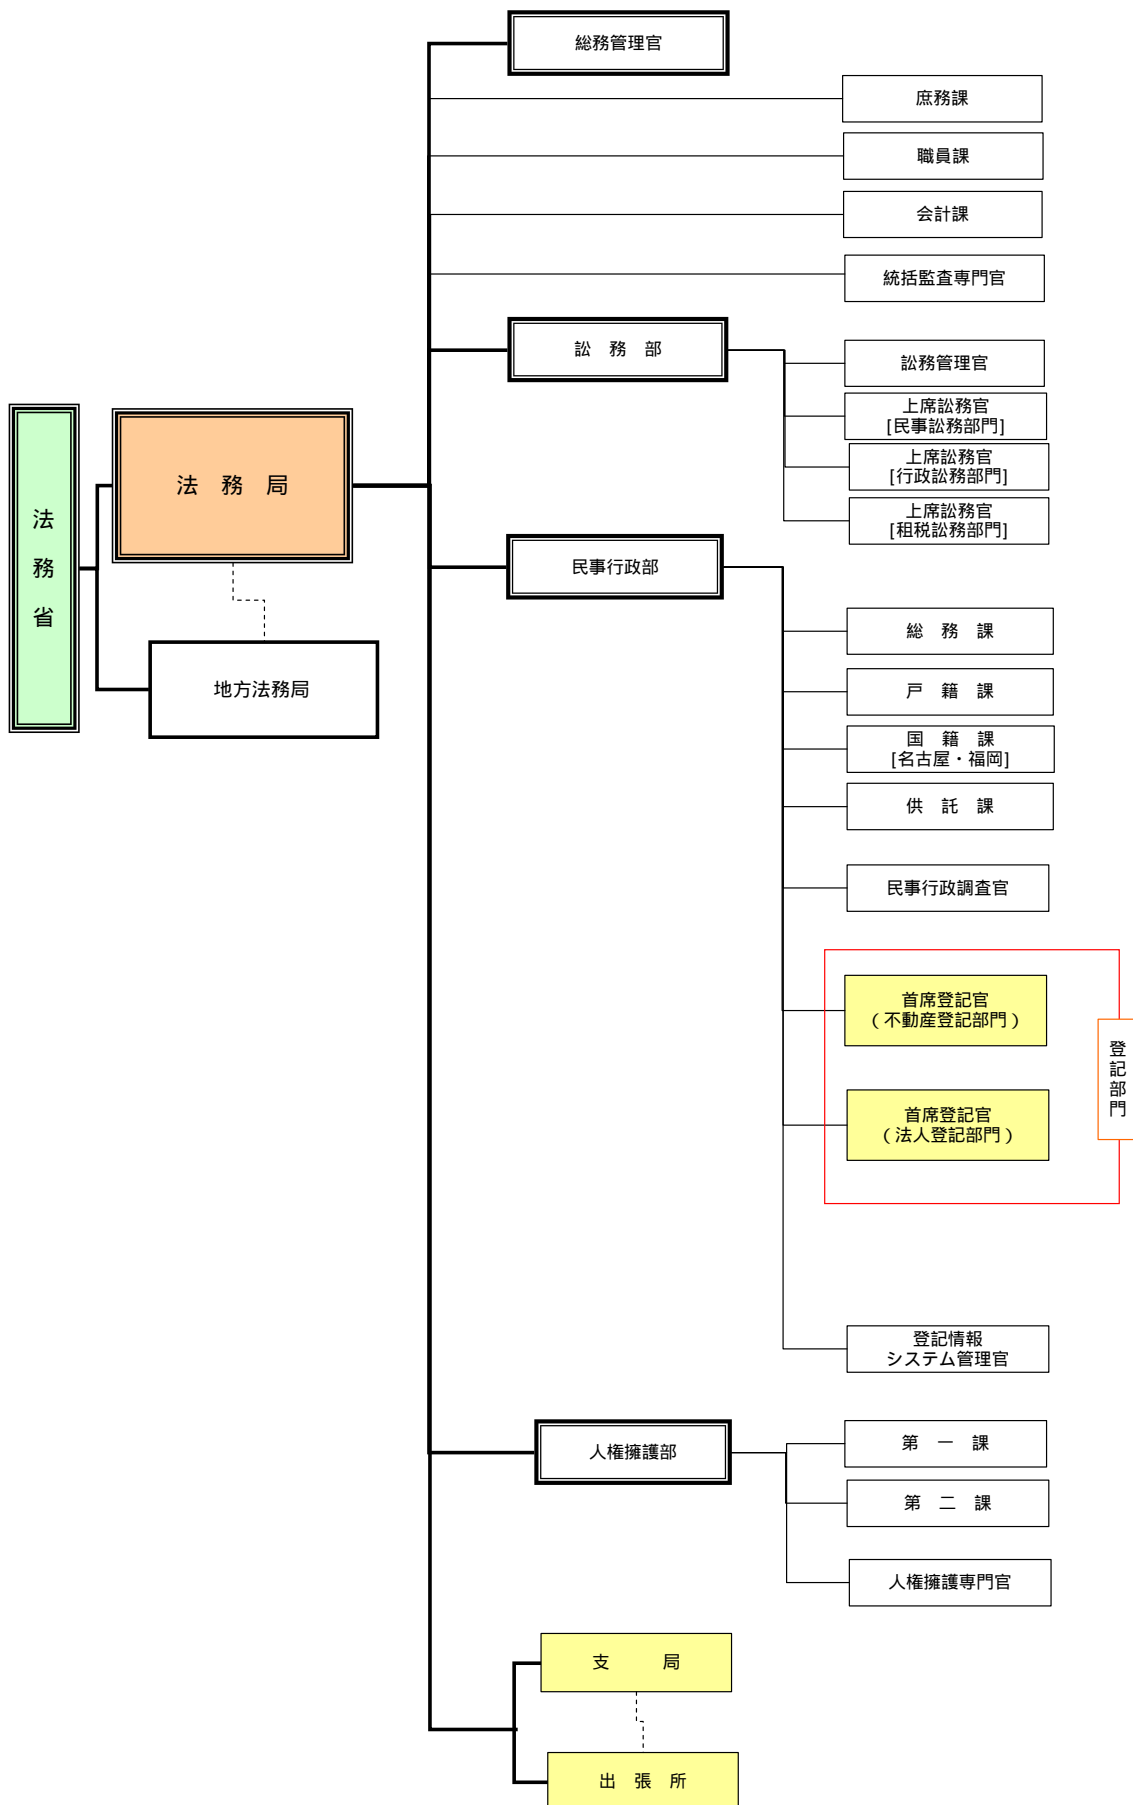 総務管理官
庶務課
職員課
会計課
統括監査専門官
訟　務　部
訟務管理官
上席訟務官
[民事訟務部門]
上席訟務官
[行政訟務部門]
上席訟務官
[租税訟務部門]
法務省
法　務　局
地方法務局
民事行政部
総　務　課
戸　籍　課
国　籍　課
[名古屋・福岡]
供　託　課
民事行政調査官
首席登記官
（不動産登記部門）
首席登記官
（法人登記部門）
登記部門
登記情報
システム管理官
人権擁護部
第　一　課
第　二　課
人権擁護専門官
支　　　局
出　張　所